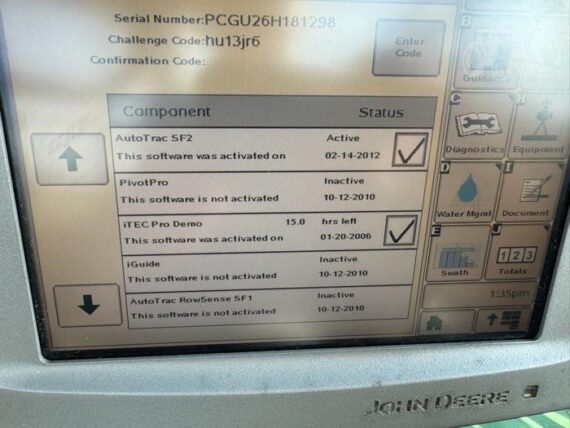 Serial Number:PCGU26H181298
Challenge Code:hu13jr6
Confirmation Code:
Enter Code
Component Status
AutoTrac SF2 Active
This software was activated on 02-14-2012
PivotPro Inactive
This software is not activated 10-12-2010
iTEC Pro Demo 15.0 hrs left
This software was activated on 01-20-2006
iGuide Inactive
This software is not activated 10-12-2010
AutoTrac RowSense SF1 Inactive
This software is not activated 10-12-2010
B
Guidance
C
Diagnostics
H
Equipment
D
Water Mgmt
I
Document
E
Swath
J
123
Totals
1:35pm
JOHN DEERE